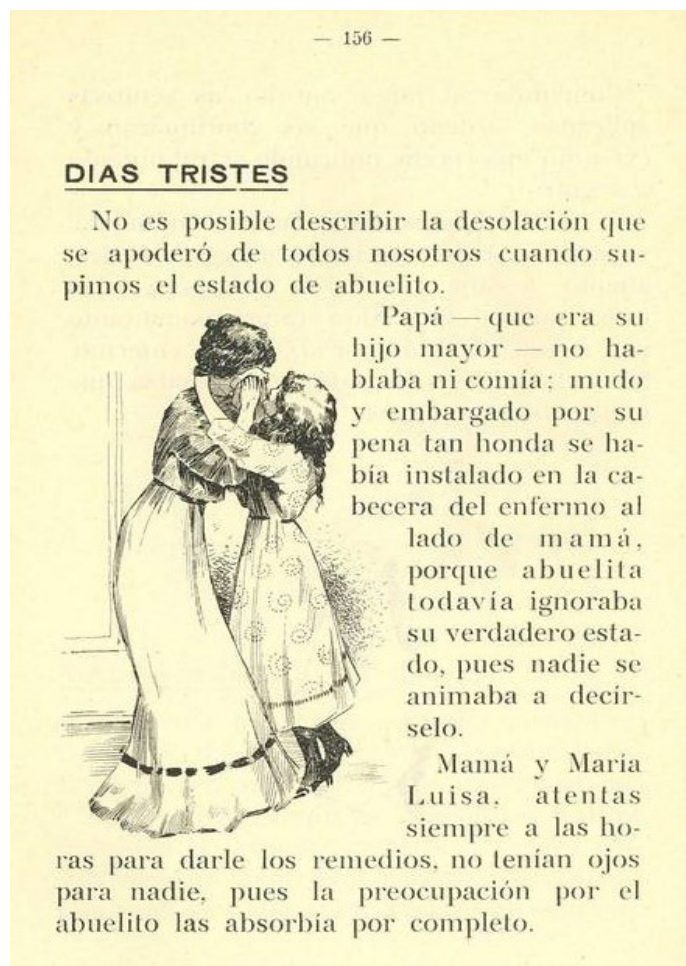 — 156 —
DIAS TRISTES
No es posible describir la desolación que
se apoderó de todos nosotros cuando su-
pimos el estado de abuelito.
Papá — que era su
hijo mayor — no ha-
blaba ni comía; mudo
y embargado por su
pena tan honda se ha-
bía instalado en la ca-
becera del enfermo al
lado de mamá,
porque abuelita
todavía ignoraba
su verdadero esta-
do, pues nadie se
animaba a decír-
selo.
Mamá y María
Luisa, atentas
siempre a las ho-
ras para darle los remedios, no tenían ojos
para nadie, pues la preocupación por el
abuelito las absorbía por completo.